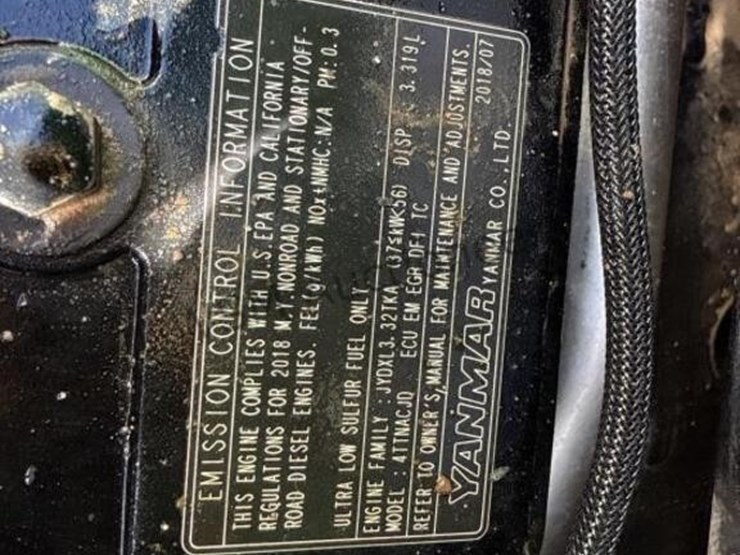 EMISSION CONTROL INFORMATION
THIS ENGINE COMPLIES WITH U.S.EPA AND CALIFORNIA
REGULATIONS FOR 2018 M.Y.NONROAD AND STATIONARY/OFF-
ROAD DIESEL ENGINES. FEL(g/kWh) NOx+NMHC:N/A PM:0.3
ULTRA LOW SULFUR FUEL ONLY
ENGINE FAMILY : JYDXL3.32TKA (37≤kW<56) DISP : 3.319L
MODEL : 4TTNACJD ECU EM EGR DFI TC
REFER TO OWNER'S MANUAL FOR MAINTENANCE AND ADJUSTMENTS.
YANMAR YANMAR CO.,LTD. 2018/07